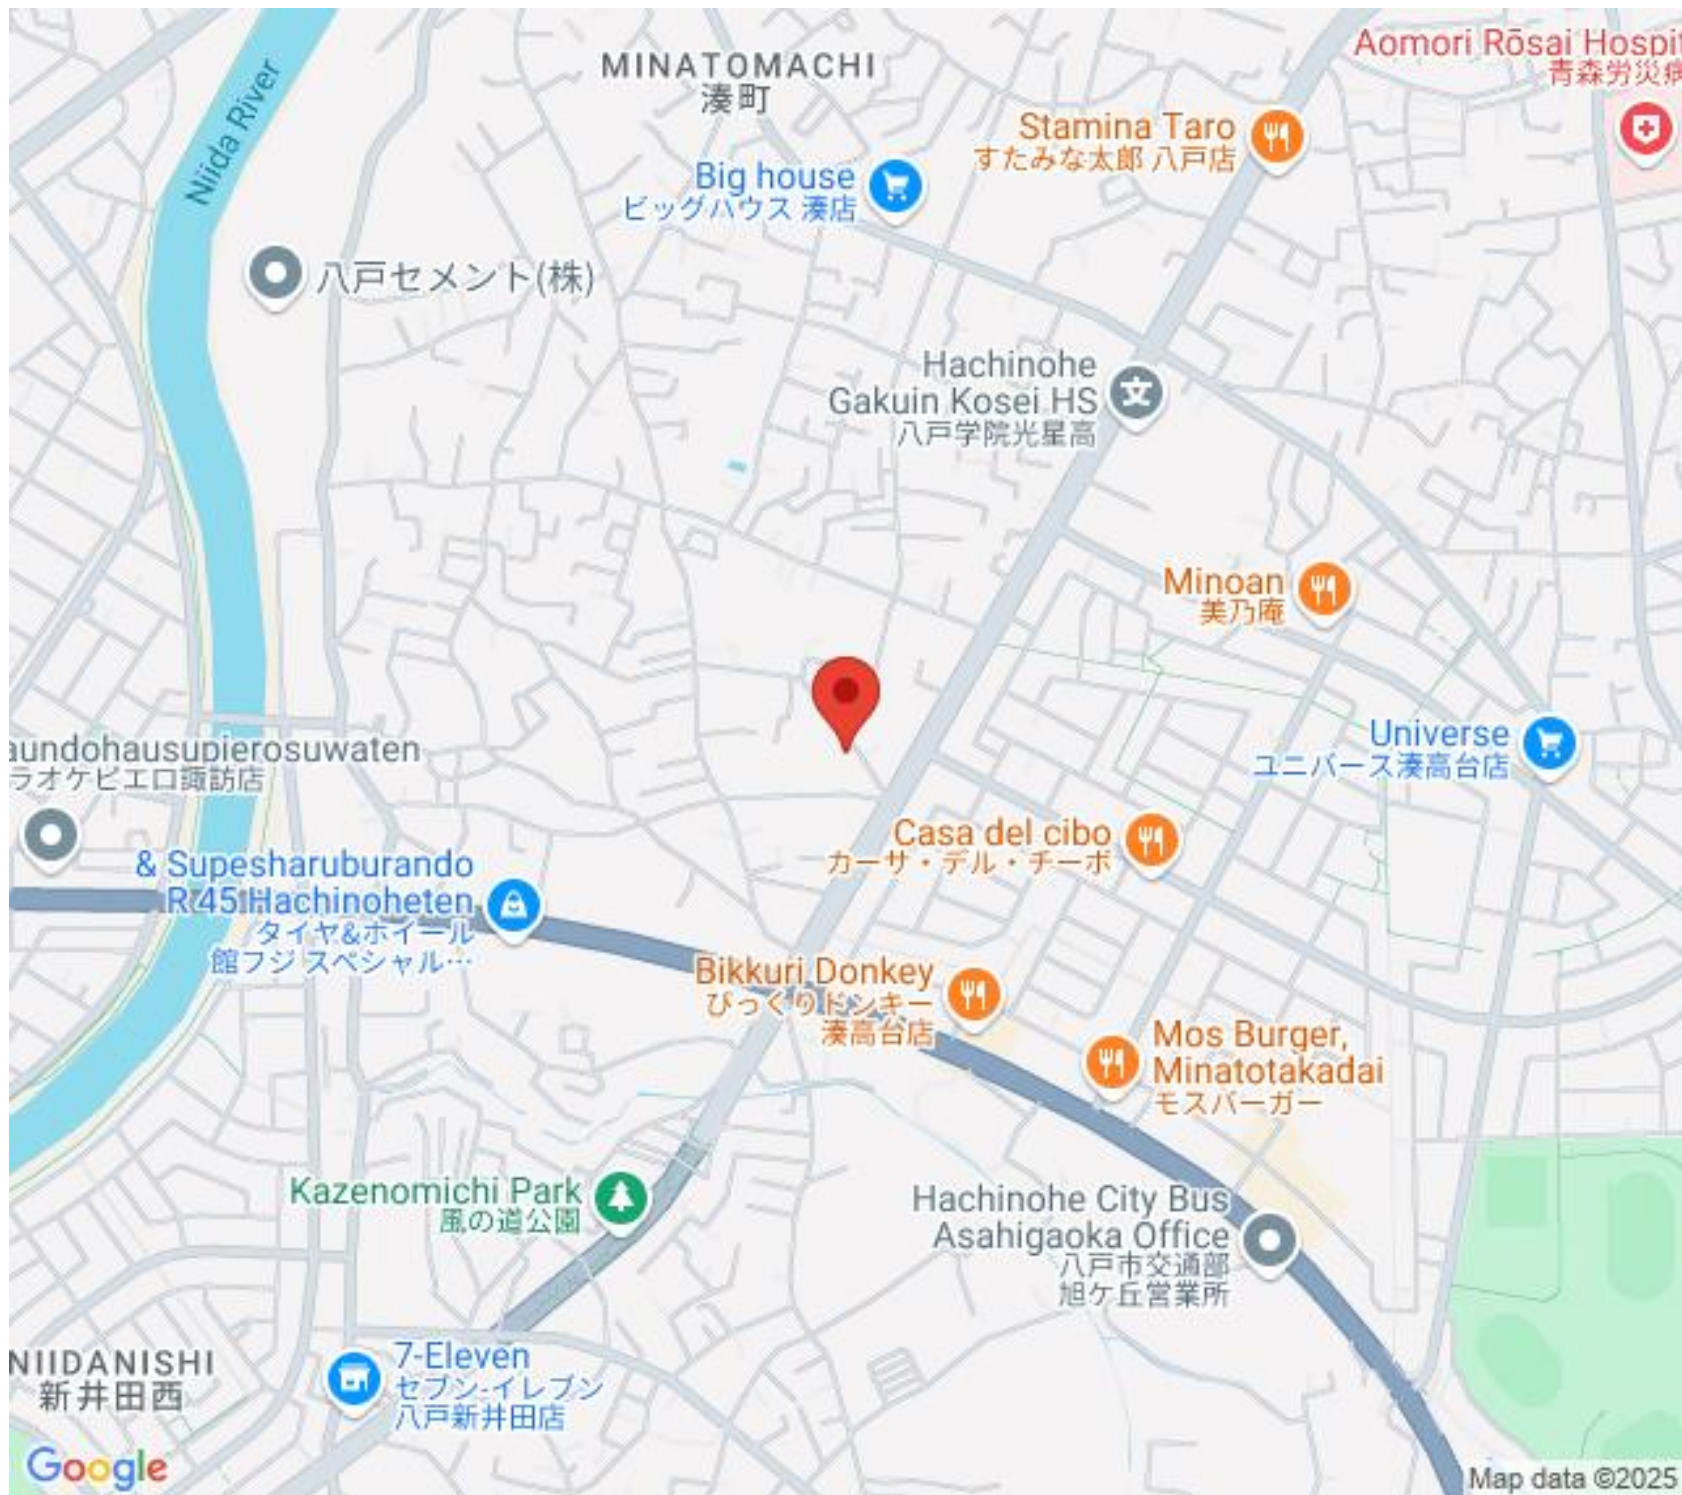 Aomori Rōsai Hospit
青森労災病
MINATOMACHI
湊町
Niida River
Stamina Taro
すたみな太郎 八戸店
Big house
ビッグハウス 湊店
八戸セメント(株)
Hachinohe
Gakuin Kosei HS
八戸学院光星高
Minoan
美乃庵
Universe
ユニバース湊高台店
aundohausupierosuwaten
ラオケピエロ諏訪店
Casa del cibo
カーサ・デル・チーボ
& Supesharuburando
R 45 Hachinoheten
タイヤ&ホイール
館フジ スペシャル…
Bikkuri Donkey
びっくりドンキー
湊高台店
Mos Burger,
Minatotakadai
モスバーガー
Kazenomichi Park
風の道公園
Hachinohe City Bus
Asahigaoka Office
八戸市交通部
旭ケ丘営業所
NIIDANISHI
新井田西
7-Eleven
セブン-イレブン
八戸新井田店
Google
Map data ©2025